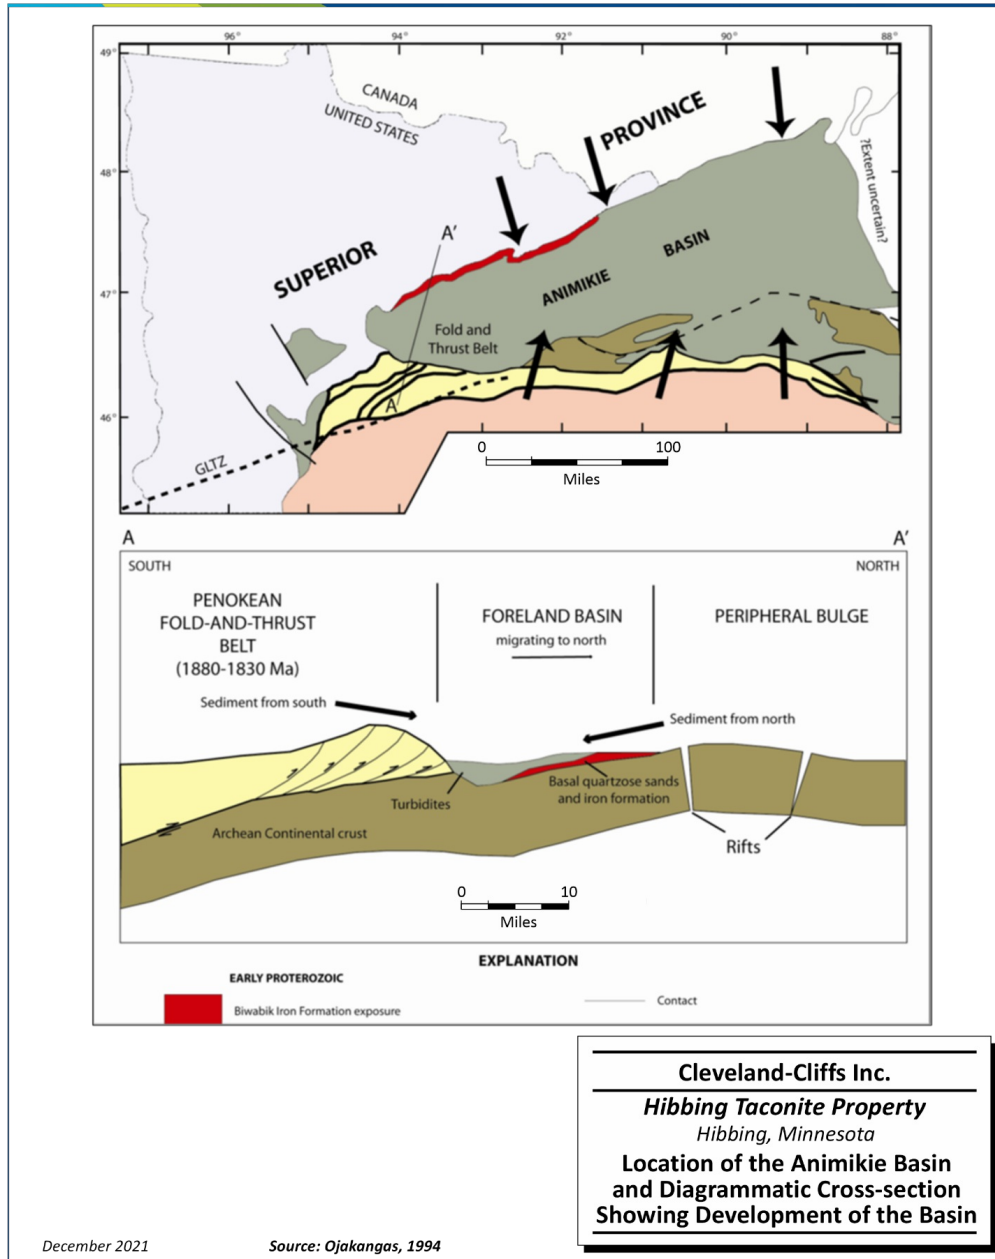 96°
94°
92°
90°
88°
49°
48°
47°
46°
CANADA
UNITED STATES
SUPERIOR
PROVINCE
?Extent uncertain?
A'
ANIMIKIE
BASIN
Fold and
Thrust Belt
A
GLTZ
0
100
Miles
A
A'
SOUTH
NORTH
PENOKEAN
FOLD-AND-THRUST
BELT
(1880-1830 Ma)
FORELAND BASIN
migrating to north
PERIPHERAL BULGE
Sediment from south
Sediment from north
Turbidites
Basal quartzose sands
and iron formation
Archean Continental crust
Rifts
0
10
Miles
EXPLANATION
EARLY PROTEROZOIC
Biwabik Iron Formation exposure
Contact
Cleveland-Cliffs Inc.
Hibbing Taconite Property
Hibbing, Minnesota
Location of the Animikie Basin
and Diagrammatic Cross-section
Showing Development of the Basin
December 2021
Source: Ojakangas, 1994